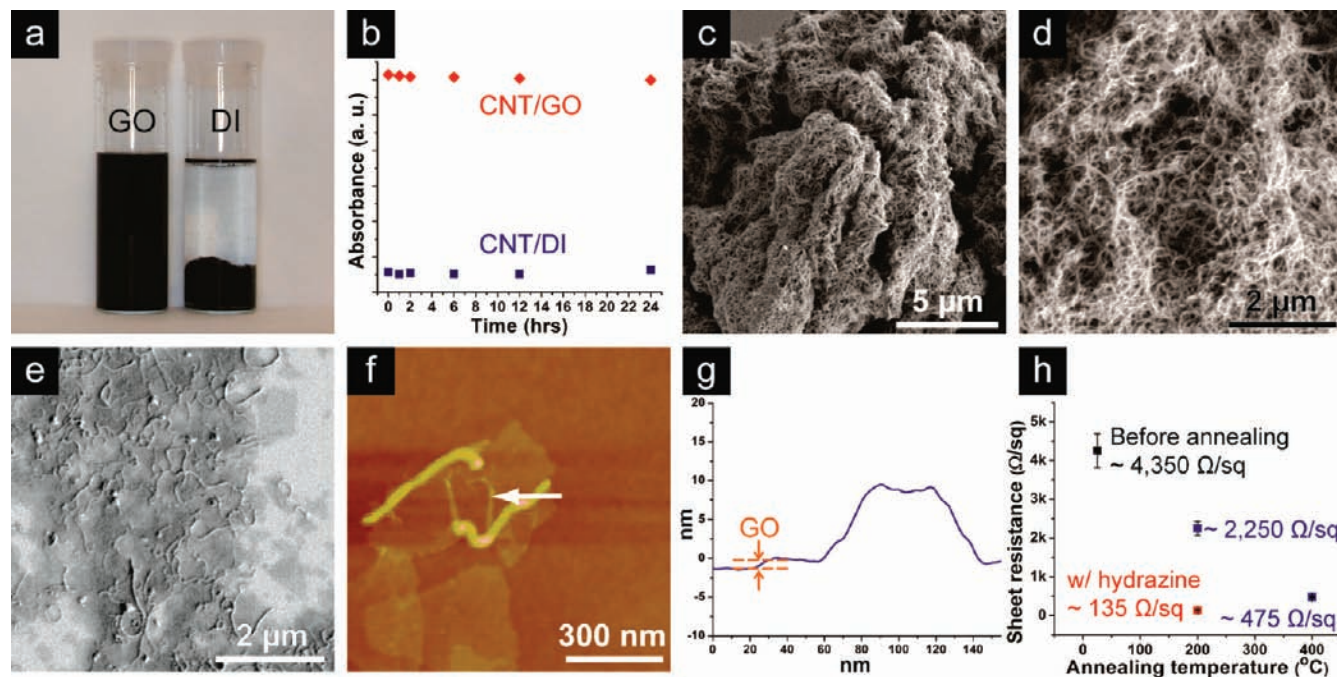 a
GO
DI
b
Absorbance (a. u.)
CNT/GO
CNT/DI
0 2 4 6 8 10 12 14 16 18 20 22 24
Time (hrs)
c
5 µm
d
2 µm
e
2 µm
f
300 nm
g
20
15
10
5
0
-5
-10
nm
GO
0 20 40 60 80 100 120 140
nm
h
Sheet resistance (Ω/sq)
5k
4k
3k
2k
1k
0
Before annealing
~ 4,350 Ω/sq
~ 2,250 Ω/sq
w/ hydrazine
~ 135 Ω/sq
~ 475 Ω/sq
0 100 200 300 400
Annealing temperature (°C)